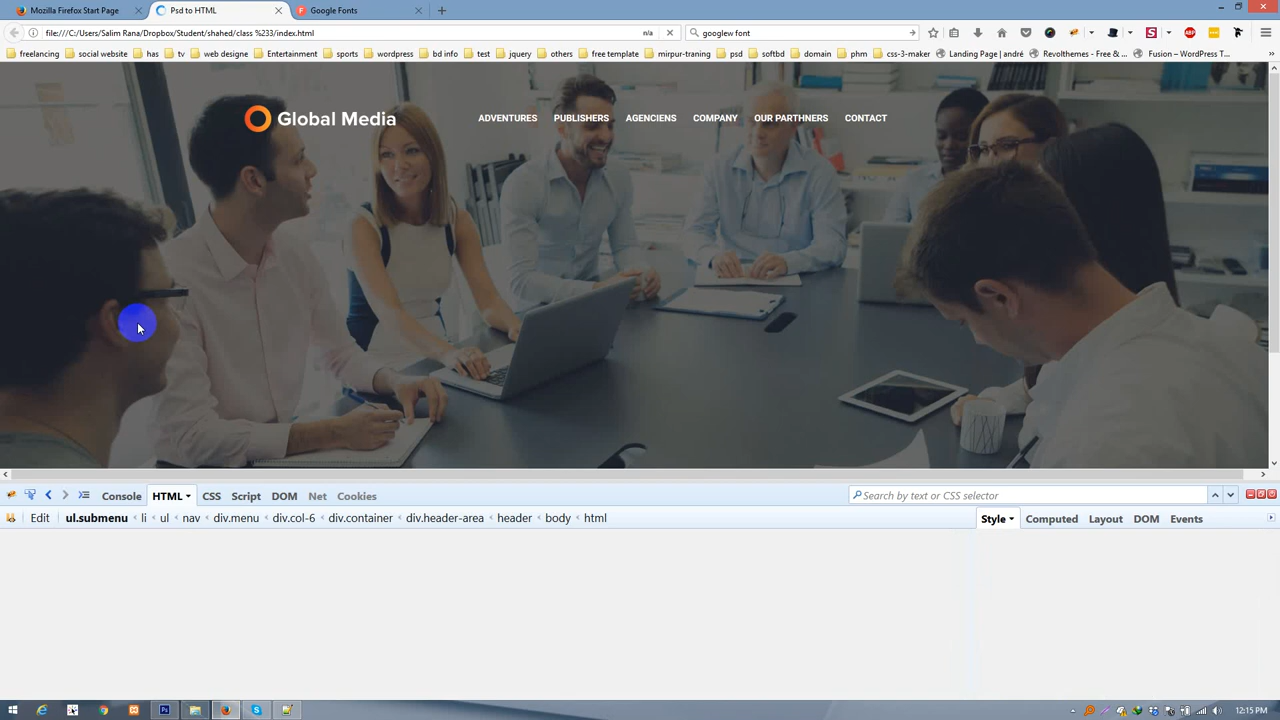 Mozilla Firefox Start Page
Psd to HTML
Google Fonts
file:///C:/Users/Salim Rana/Dropbox/Student/shahed/class %233/index.html
n/a
googlew font
freelancing social website has tv web designe Entertainment sports wordpress bd info test jquery others free template mirpur-traning psd softbd domain phm css-3-maker Landing Page | andré Revolthemes - Free & ... Fusion – WordPress T...
Global Media
ADVENTURES PUBLISHERS AGENCIENS COMPANY OUR PARTHNERS CONTACT
Console HTML CSS Script DOM Net Cookies
Search by text or CSS selector
Edit ul.submenu < li < ul < nav < div.menu < div.col-6 < div.container < div.header-area < header < body < html
Style Computed Layout DOM Events
12:15 PM